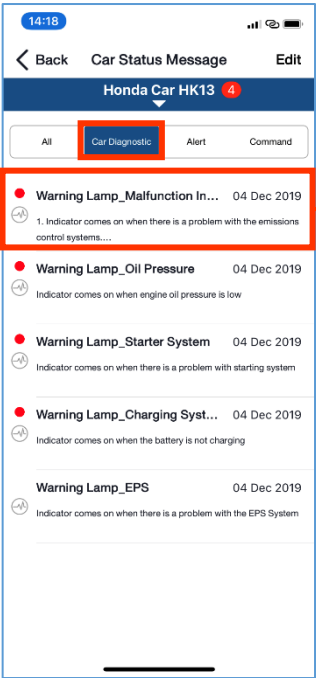 14:18
Back Car Status Message Edit
Honda Car HK13 4
All Car Diagnostic Alert Command
Warning Lamp_Malfunction In... 04 Dec 2019
1. Indicator comes on when there is a problem with the emissions
control systems....
Warning Lamp_Oil Pressure 04 Dec 2019
Indicator comes on when engine oil pressure is low
Warning Lamp_Starter System 04 Dec 2019
Indicator comes on when there is a problem with starting system
Warning Lamp_Charging Syst... 04 Dec 2019
Indicator comes on when the battery is not charging
Warning Lamp_EPS 04 Dec 2019
Indicator comes on when there is a problem with the EPS System